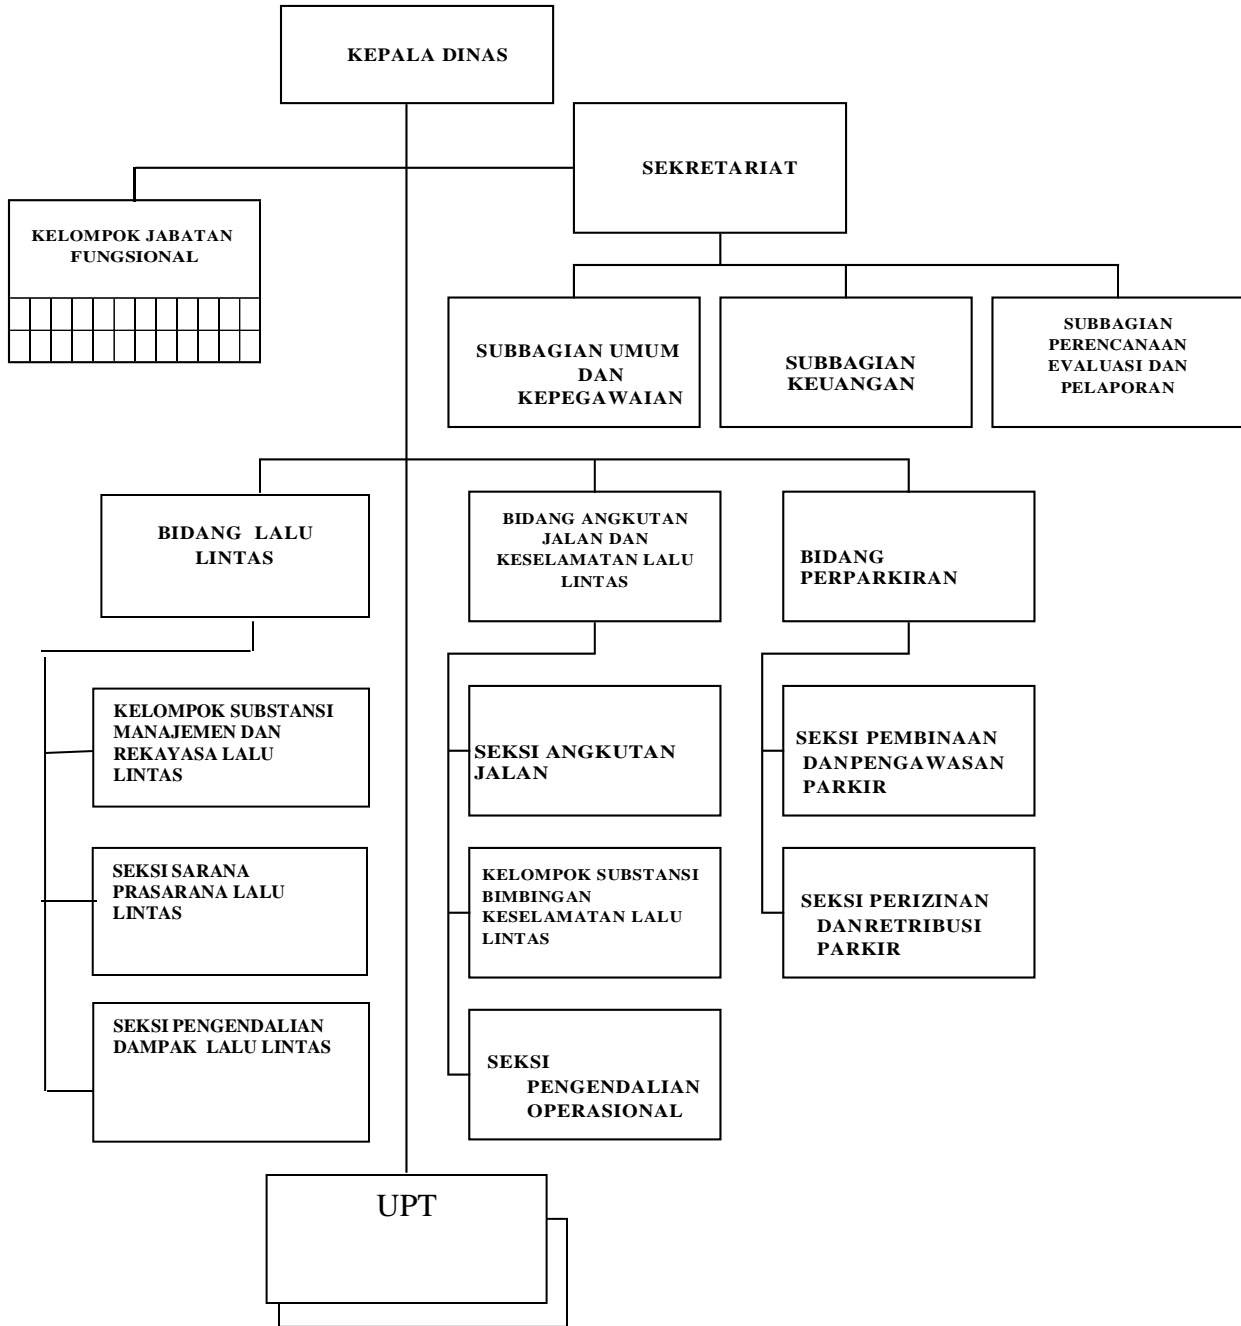 KEPALA DINAS
SEKRETARIAT
KELOMPOK JABATAN
FUNGSIONAL
SUBBAGIAN UMUM
DAN
KEPEGAWAIAN
SUBBAGIAN
KEUANGAN
SUBBAGIAN
PERENCANAAN
EVALUASI DAN
PELAPORAN
BIDANG LALU
LINTAS
BIDANG ANGKUTAN
JALAN DAN
KESELAMATAN LALU
LINTAS
BIDANG
PERPARKIRAN
KELOMPOK SUBSTANSI
MANAJEMEN DAN
REKAYASA LALU
LINTAS
SEKSI SARANA
PRASARANA LALU
LINTAS
SEKSI PENGENDALIAN
DAMPAK LALU LINTAS
SEKSI ANGKUTAN
JALAN
KELOMPOK SUBSTANSI
BIMBINGAN
KESELAMATAN LALU
LINTAS
SEKSI
PENGENDALIAN
OPERASIONAL
SEKSI PEMBINAAN
DANPENGAWASAN
PARKIR
SEKSI PERIZINAN
DANRETRIBUSI
PARKIR
UPT